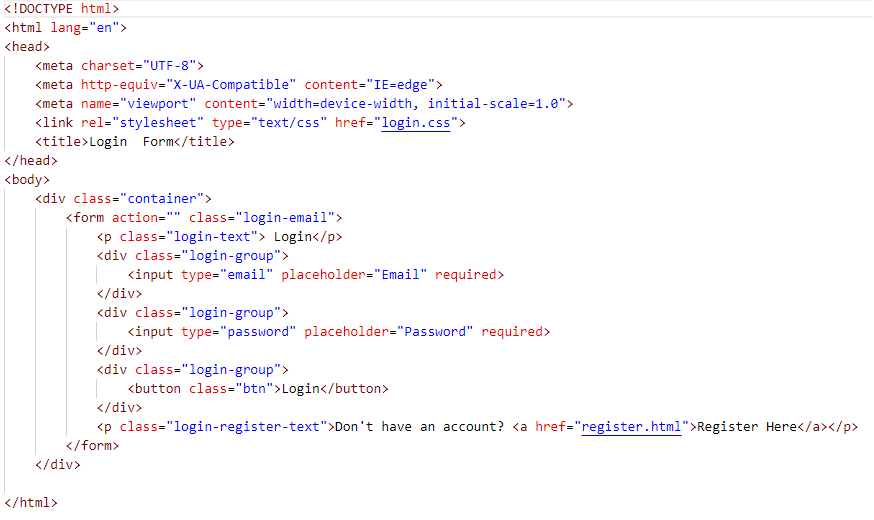 <!DOCTYPE html>
<html lang="en">
<head>
    <meta charset="UTF-8">
    <meta http-equiv="X-UA-Compatible" content="IE=edge">
    <meta name="viewport" content="width=device-width, initial-scale=1.0">
    <link rel="stylesheet" type="text/css" href="login.css">
    <title>Login  Form</title>
</head>
<body>
    <div class="container">
        <form action="" class="login-email">
            <p class="login-text"> Login</p>
            <div class="login-group">
                <input type="email" placeholder="Email" required>
            </div>
            <div class="login-group">
                <input type="password" placeholder="Password" required>
            </div>
            <div class="login-group">
                <button class="btn">Login</button>
            </div>
            <p class="login-register-text">Don't have an account? <a href="register.html">Register Here</a></p>
        </form>
    </div>

</html>